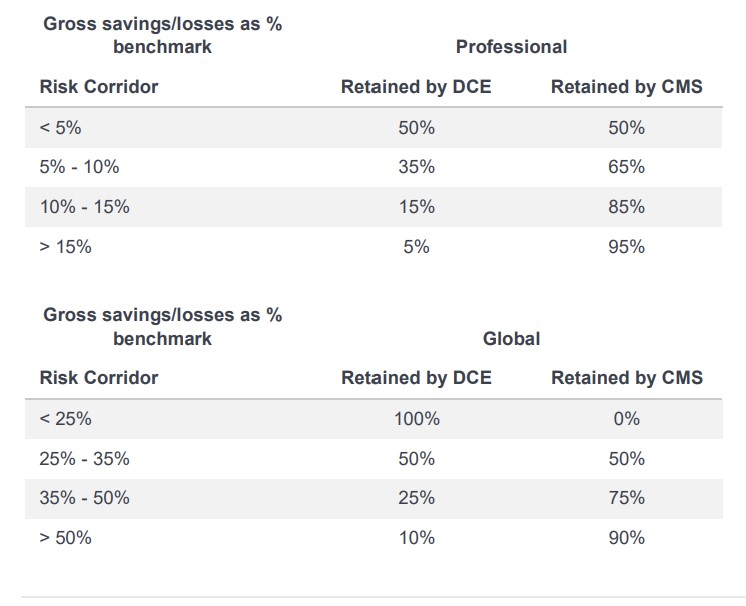 Gross savings/losses as %
benchmark Professional
Risk Corridor Retained by DCE Retained by CMS
< 5% 50% 50%
5% - 10% 35% 65%
10% - 15% 15% 85%
> 15% 5% 95%
Gross savings/losses as %
benchmark Global
Risk Corridor Retained by DCE Retained by CMS
< 25% 100% 0%
25% - 35% 50% 50%
35% - 50% 25% 75%
> 50% 10% 90%